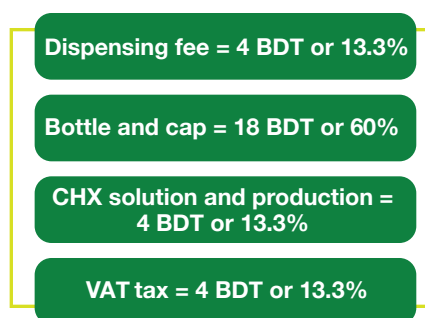 Dispensing fee = 4 BDT or 13.3%
Bottle and cap = 18 BDT or 60%
CHX solution and production =
4 BDT or 13.3%
VAT tax = 4 BDT or 13.3%